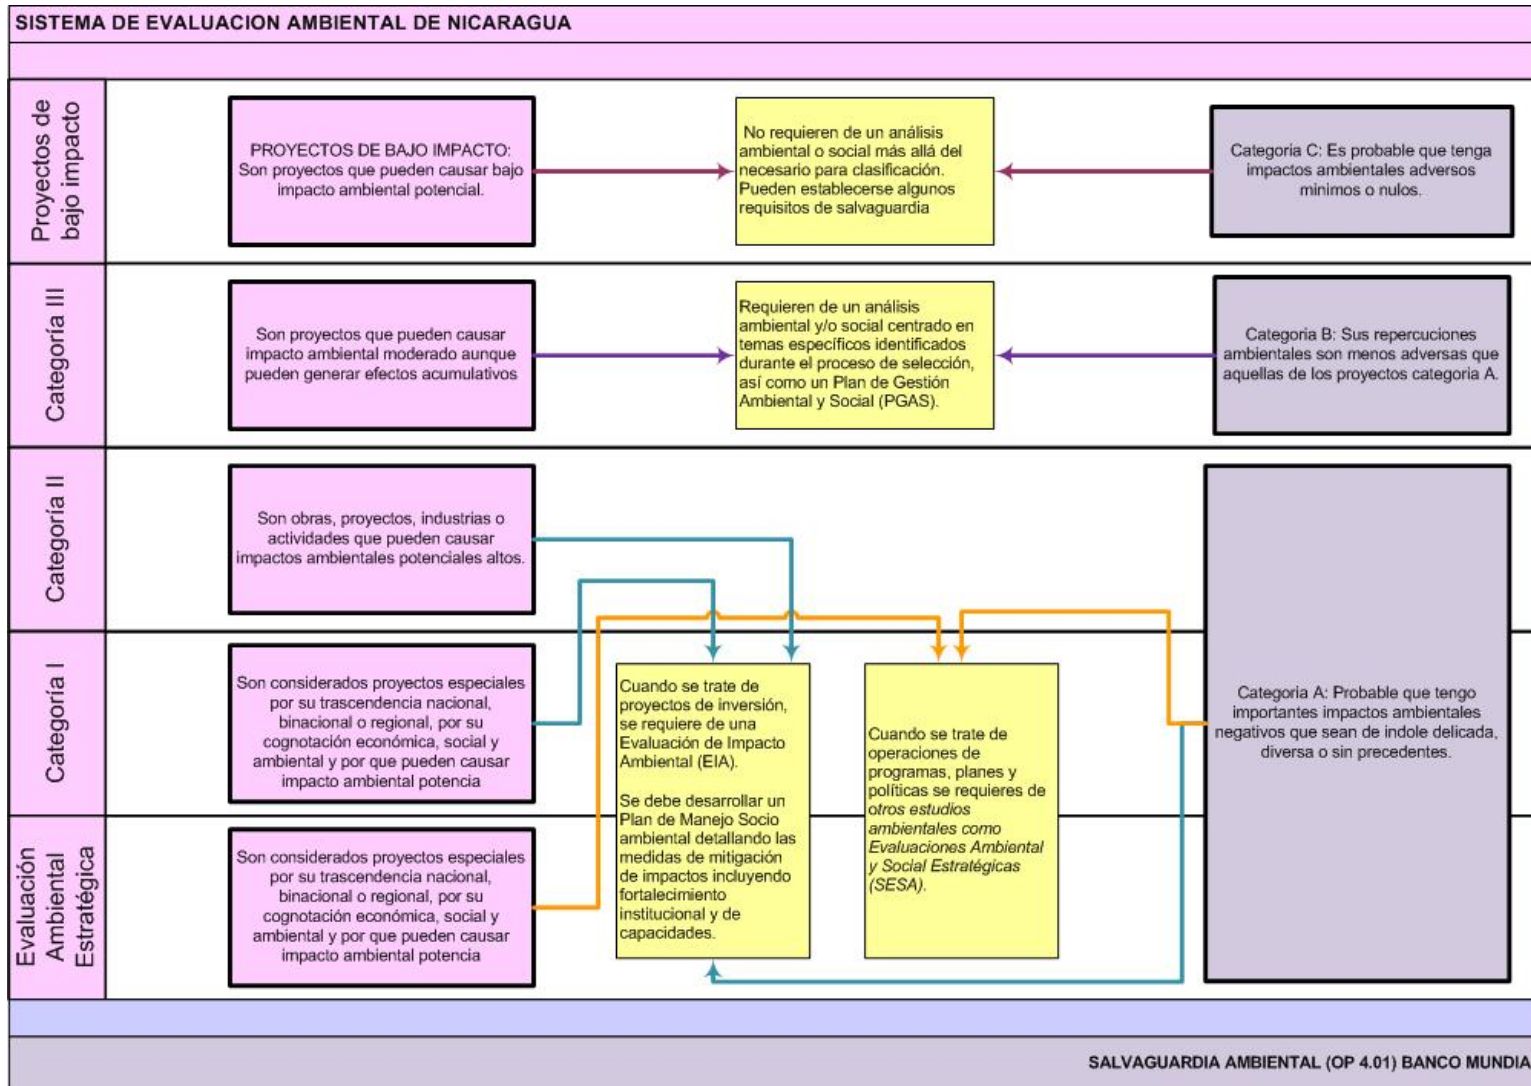 SISTEMA DE EVALUACION AMBIENTAL DE NICARAGUA
Proyectos de
bajo impacto
PROYECTOS DE BAJO IMPACTO:
Son proyectos que pueden causar bajo
impacto ambiental potencial.
No requieren de un análisis
ambiental o social más allá del
necesario para clasificación.
Pueden establecerse algunos
requisitos de salvaguardia
Categoria C: Es probable que tenga
impactos ambientales adversos
minimos o nulos.
Categoría III
Son proyectos que pueden causar
impacto ambiental moderado aunque
pueden generar efectos acumulativos
Requieren de un análisis
ambiental y/o social centrado en
temas específicos identificados
durante el proceso de selección,
así como un Plan de Gestión
Ambiental y Social (PGAS).
Categoria B: Sus repercuciones
ambientales son menos adversas que
aquellas de los proyectos categoria A.
Categoría II
Son obras, proyectos, industrias o
actividades que pueden causar
impactos ambientales potenciales altos.
Categoría I
Son considerados proyectos especiales
por su trascendencia nacional,
binacional o regional, por su
cognotación económica, social y
ambiental y por que pueden causar
impacto ambiental potencia
Cuando se trate de
proyectos de inversión,
se requiere de una
Evaluación de Impacto
Ambiental (EIA).
Se debe desarrollar un
Plan de Manejo Socio
ambiental detallando las
medidas de mitigación
de impactos incluyendo
fortalecimiento
institucional y de
capacidades.
Cuando se trate de
operaciones de
programas, planes y
políticas se requieres de
otros estudios
ambientales como
Evaluaciones Ambiental
y Social Estratégicas
(SESA).
Categoria A: Probable que tengo
importantes impactos ambientales
negativos que sean de indole delicada,
diversa o sin precedentes.
Evaluación
Ambiental
Estratégica
Son considerados proyectos especiales
por su trascendencia nacional,
binacional o regional, por su
cognotación económica, social y
ambiental y por que pueden causar
impacto ambiental potencia
SALVAGUARDIA AMBIENTAL (OP 4.01) BANCO MUNDIA